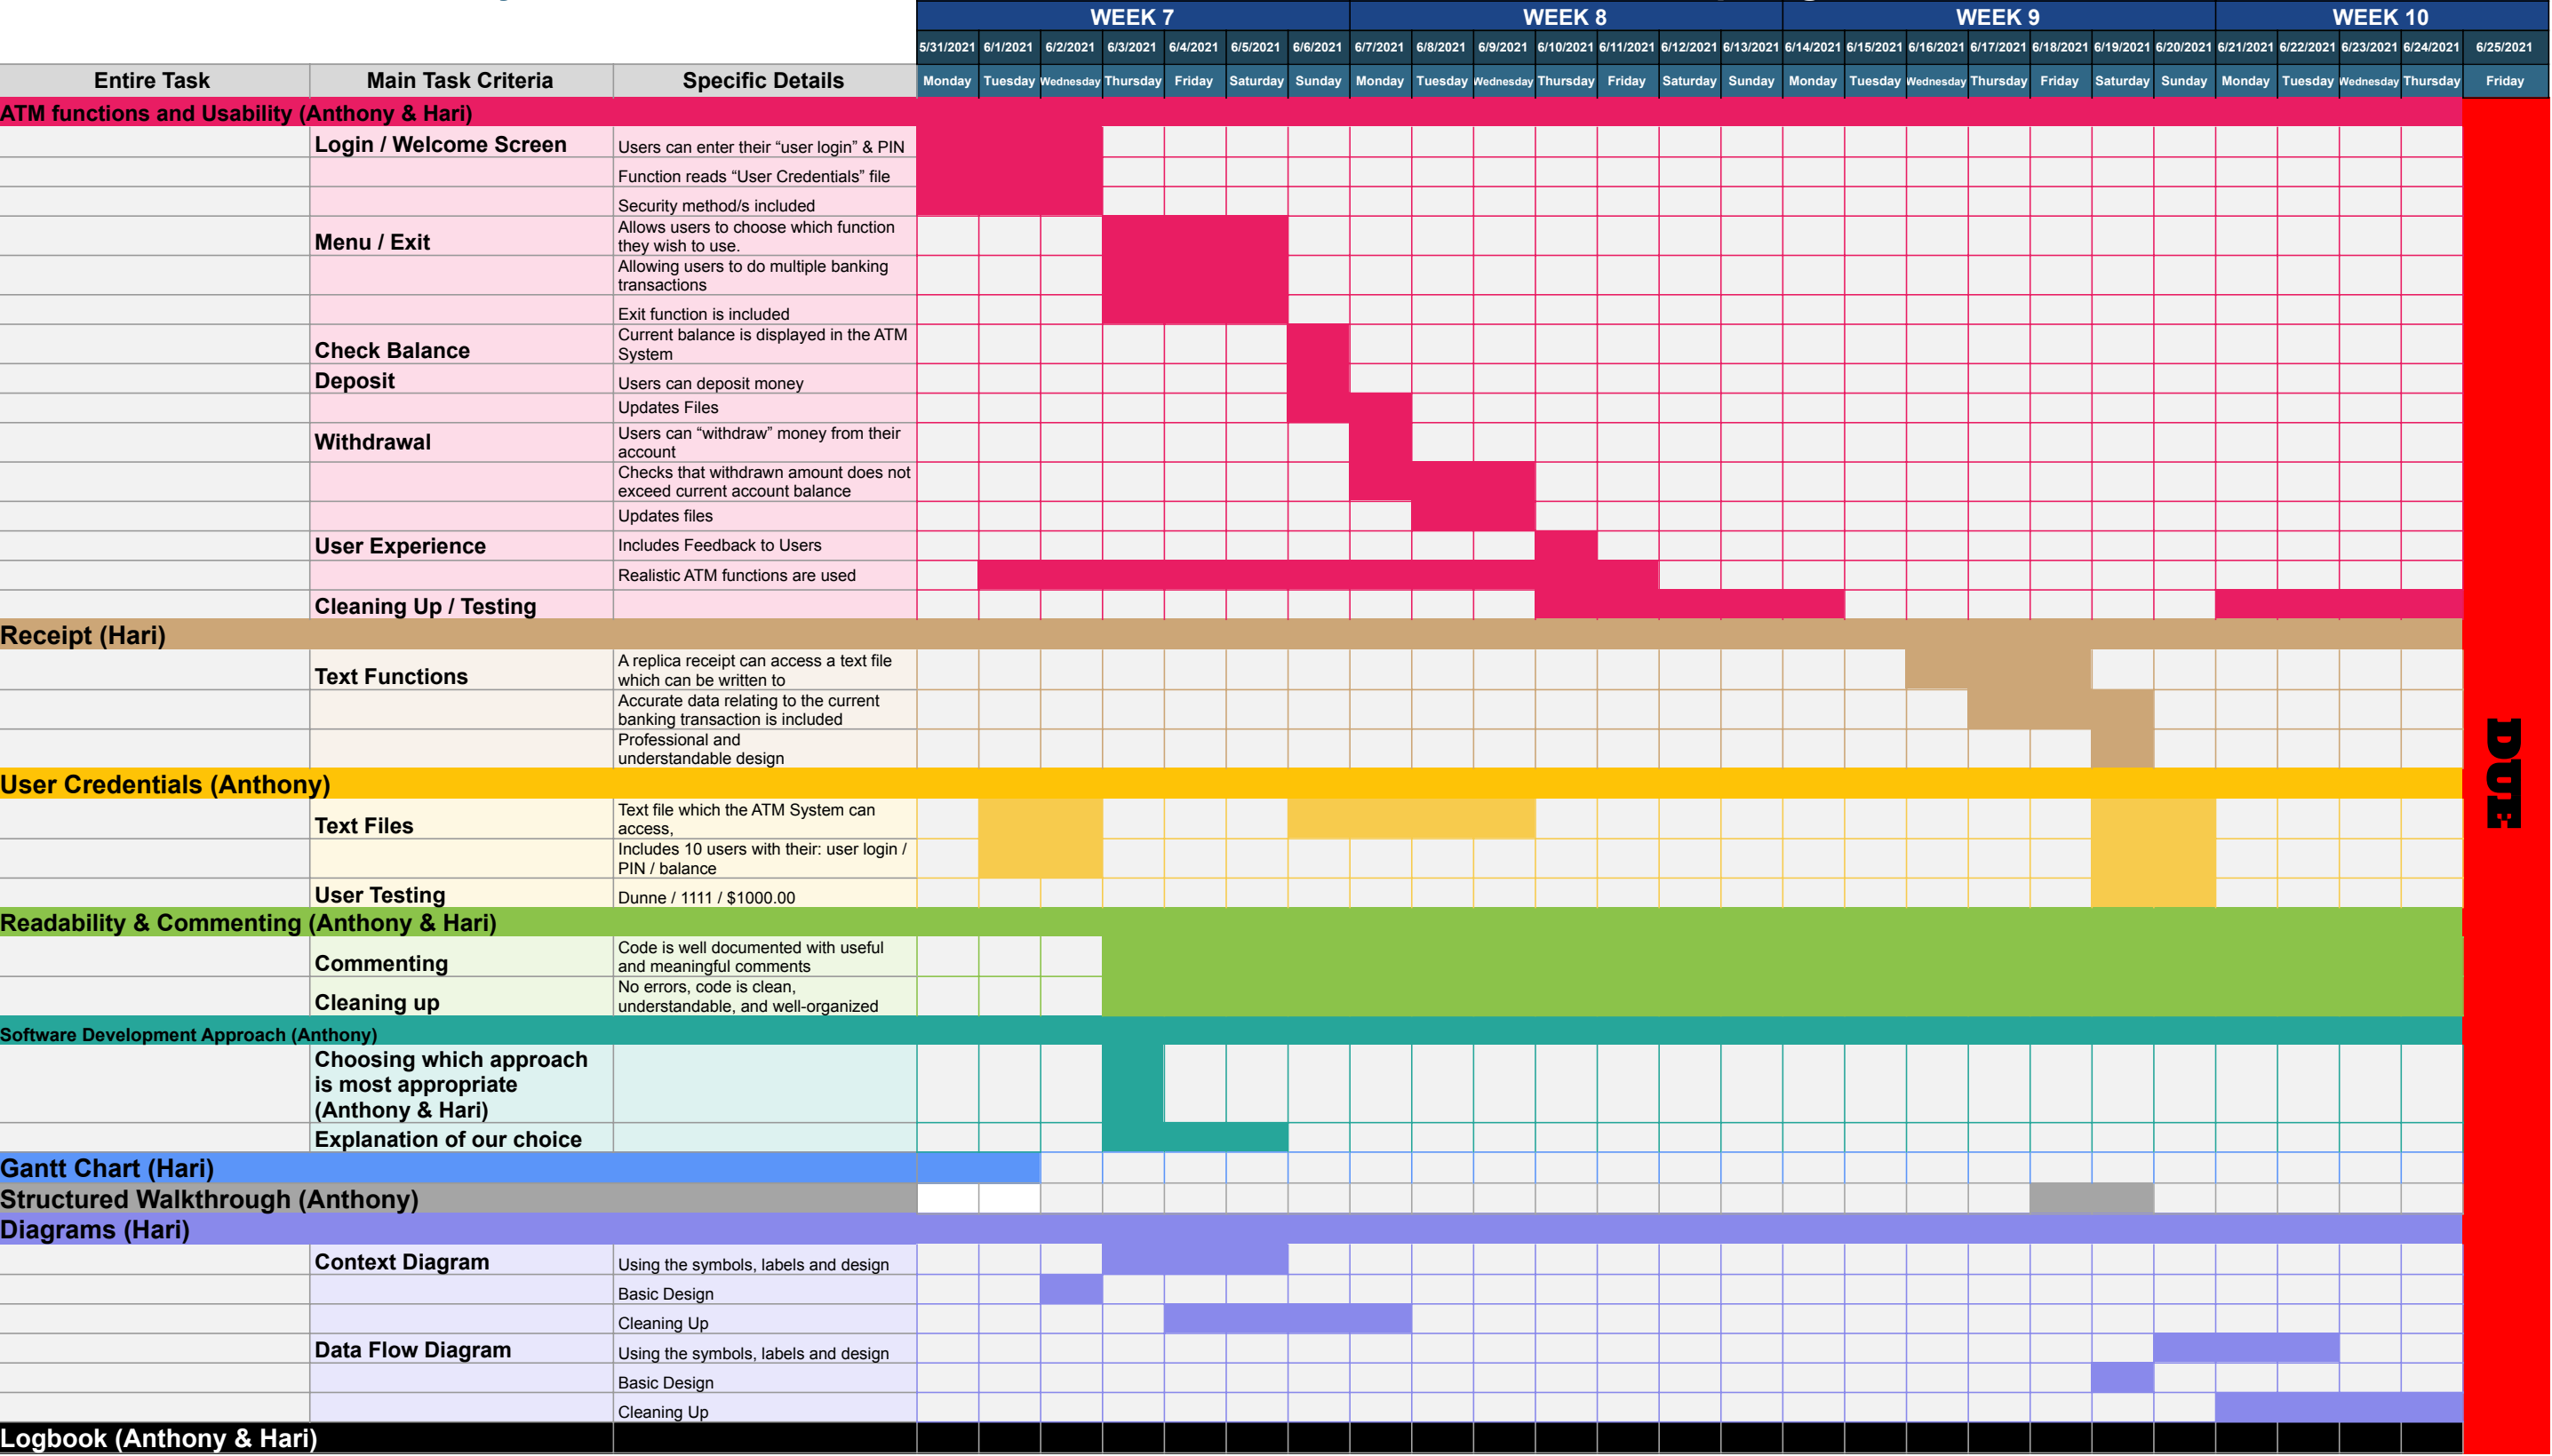 WEEK 7 WEEK 8 WEEK 9 WEEK 10
5/31/2021 6/1/2021 6/2/2021 6/3/2021 6/4/2021 6/5/2021 6/6/2021 6/7/2021 6/8/2021 6/9/2021 6/10/2021 6/11/2021 6/12/2021 6/13/2021 6/14/2021 6/15/2021 6/16/2021 6/17/2021 6/18/2021 6/19/2021 6/20/2021 6/21/2021 6/22/2021 6/23/2021 6/24/2021 6/25/2021
Entire Task Main Task Criteria Specific Details Monday Tuesday Wednesday Thursday Friday Saturday Sunday Monday Tuesday Wednesday Thursday Friday Saturday Sunday Monday Tuesday Wednesday Thursday Friday Saturday Sunday Monday Tuesday Wednesday Thursday Friday
ATM functions and Usability (Anthony & Hari)
Login / Welcome Screen Users can enter their “user login” & PIN
Function reads “User Credentials” file
Security method/s included
Menu / Exit Allows users to choose which function
they wish to use.
Allowing users to do multiple banking
transactions
Exit function is included
Check Balance Current balance is displayed in the ATM
System
Deposit Users can deposit money
Updates Files
Withdrawal Users can “withdraw” money from their
account
Checks that withdrawn amount does not
exceed current account balance
Updates files
User Experience Includes Feedback to Users
Realistic ATM functions are used
Cleaning Up / Testing
Receipt (Hari)
Text Functions A replica receipt can access a text file
which can be written to
Accurate data relating to the current
banking transaction is included
Professional and
understandable design
DUE
User Credentials (Anthony)
Text Files Text file which the ATM System can
access,
Includes 10 users with their: user login /
PIN / balance
User Testing Dunne / 1111 / $1000.00
Readability & Commenting (Anthony & Hari)
Commenting Code is well documented with useful
and meaningful comments
Cleaning up No errors, code is clean,
understandable, and well-organized
Software Development Approach (Anthony)
Choosing which approach
is most appropriate
(Anthony & Hari)
Explanation of our choice
Gantt Chart (Hari)
Structured Walkthrough (Anthony)
Diagrams (Hari)
Context Diagram Using the symbols, labels and design
Basic Design
Cleaning Up
Data Flow Diagram Using the symbols, labels and design
Basic Design
Cleaning Up
Logbook (Anthony & Hari)